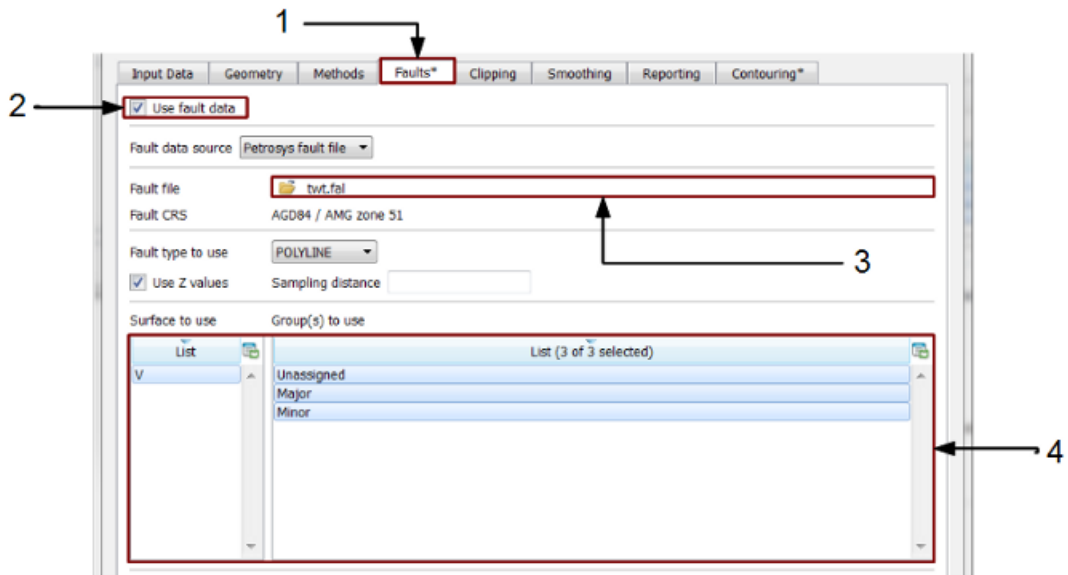 1
Input Data Geometry Methods Faults* Clipping Smoothing Reporting Contouring*
2 Use fault data
Fault data source Petrosys fault file
Fault file twt.fal
Fault CRS AGD84 / AMG zone 51
Fault type to use POLYLINE
3
Use Z values Sampling distance
Surface to use Group(s) to use
List List (3 of 3 selected)
V Unassigned
Major
Minor
4